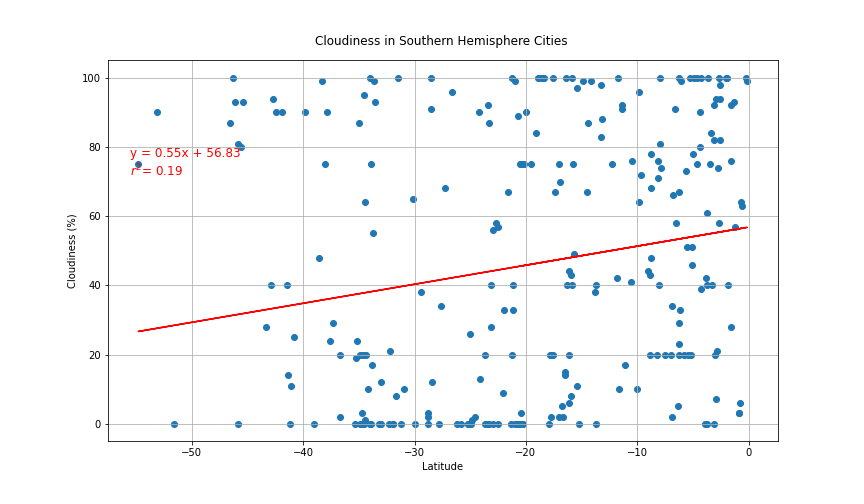 Cloudiness in Southern Hemisphere Cities
100
80
y = 0.55x + 56.83
r² = 0.19
60
Cloudiness (%)
40
20
0
−50 −40 −30 −20 −10 0
Latitude